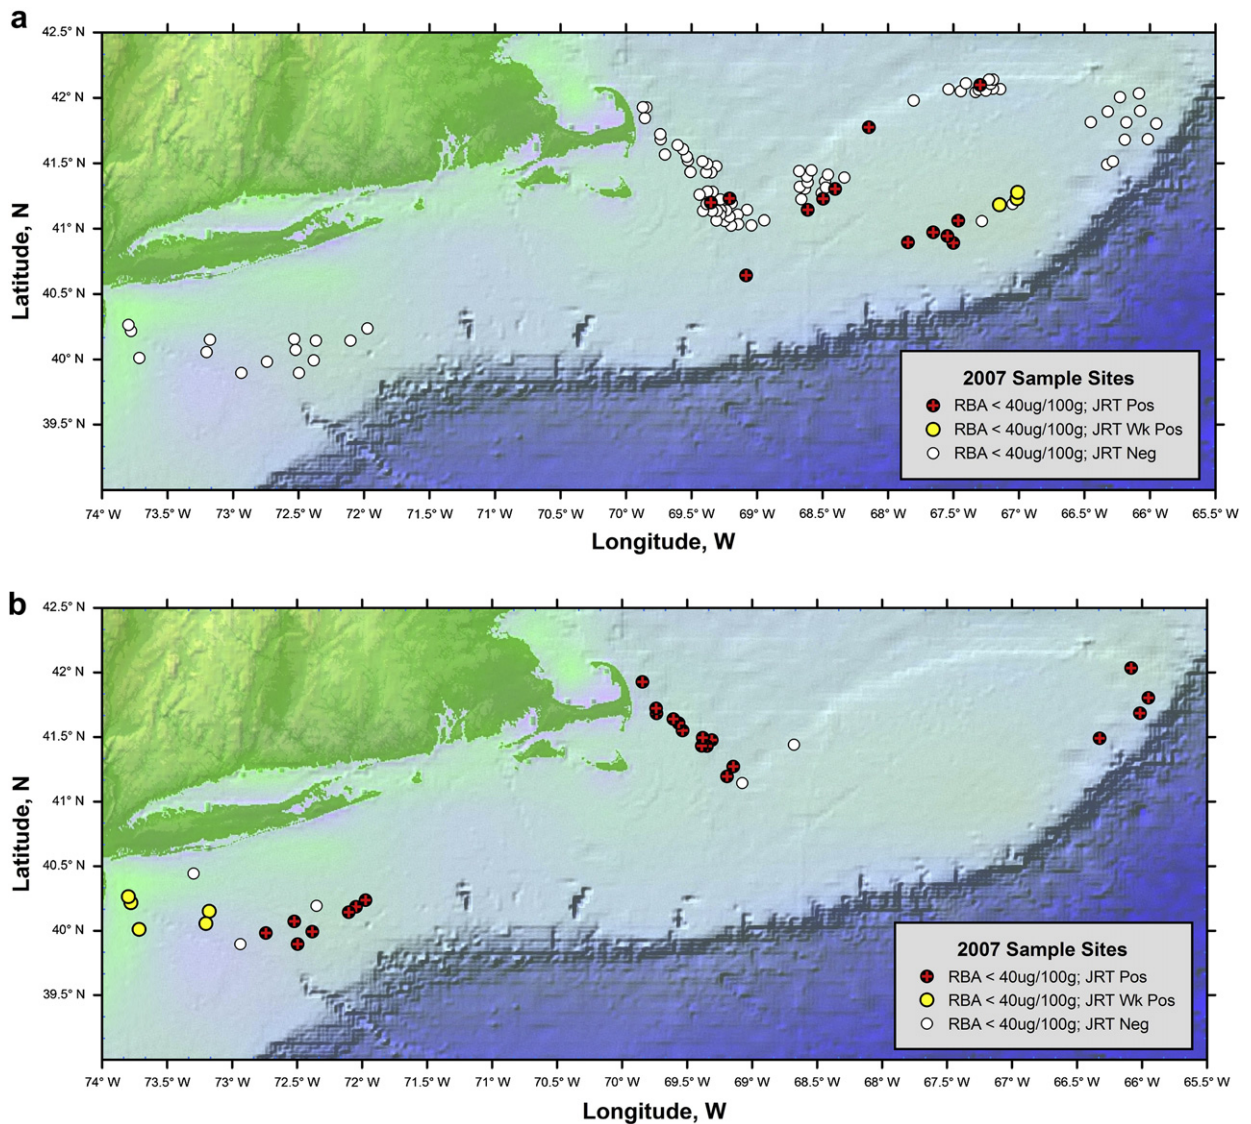 a
42.5° N
42° N
41.5° N
41° N
40.5° N
40° N
39.5° N
Latitude, N
2007 Sample Sites
RBA < 40ug/100g; JRT Pos
RBA < 40ug/100g; JRT Wk Pos
RBA < 40ug/100g; JRT Neg
74° W 73.5° W 73° W 72.5° W 72° W 71.5° W 71° W 70.5° W 70° W 69.5° W 69° W 68.5° W 68° W 67.5° W 67° W 66.5° W 66° W 65.5° W
Longitude, W
b
42.5° N
42° N
41.5° N
41° N
40.5° N
40° N
39.5° N
Latitude, N
2007 Sample Sites
RBA < 40ug/100g; JRT Pos
RBA < 40ug/100g; JRT Wk Pos
RBA < 40ug/100g; JRT Neg
74° W 73.5° W 73° W 72.5° W 72° W 71.5° W 71° W 70.5° W 70° W 69.5° W 69° W 68.5° W 68° W 67.5° W 67° W 66.5° W 66° W 65.5° W
Longitude, W